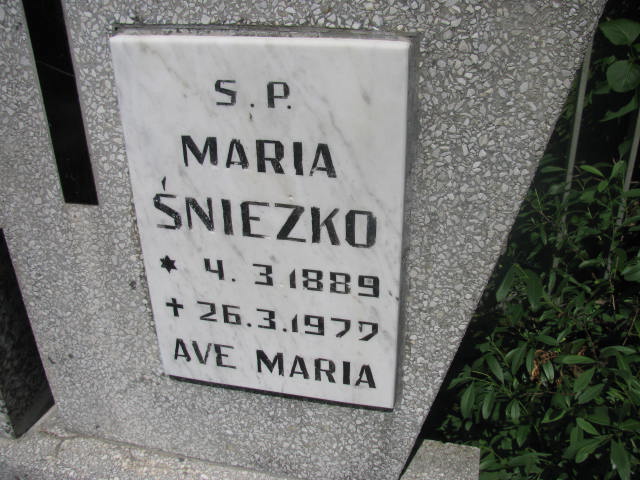 S.P.
MARIA
ŚNIEZKO
* 4.3.1889
+ 26.3.1977
AVE MARIA